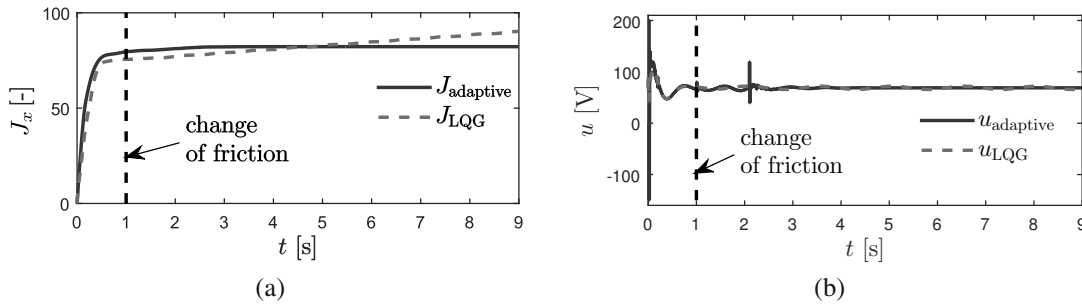 100
50
0
J_x [-]
J_adaptive
J_LQG
change
of friction
0 1 2 3 4 5 6 7 8 9
t [s]
(a)
200
100
0
-100
u [V]
u_adaptive
u_LQG
change
of friction
0 1 2 3 4 5 6 7 8 9
t [s]
(b)